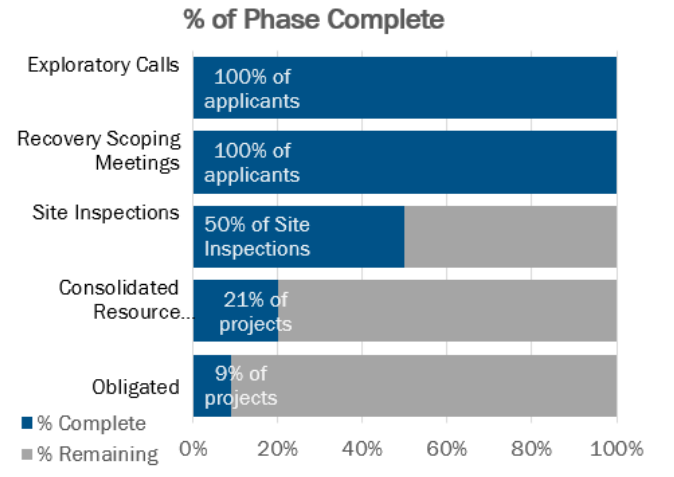 % of Phase Complete
Exploratory Calls
100% of
applicants
Recovery Scoping
Meetings
100% of
applicants
Site Inspections
50% of Site
Inspections
Consolidated
Resource...
21% of
projects
Obligated
9% of
projects
% Complete
% Remaining
0% 20% 40% 60% 80% 100%